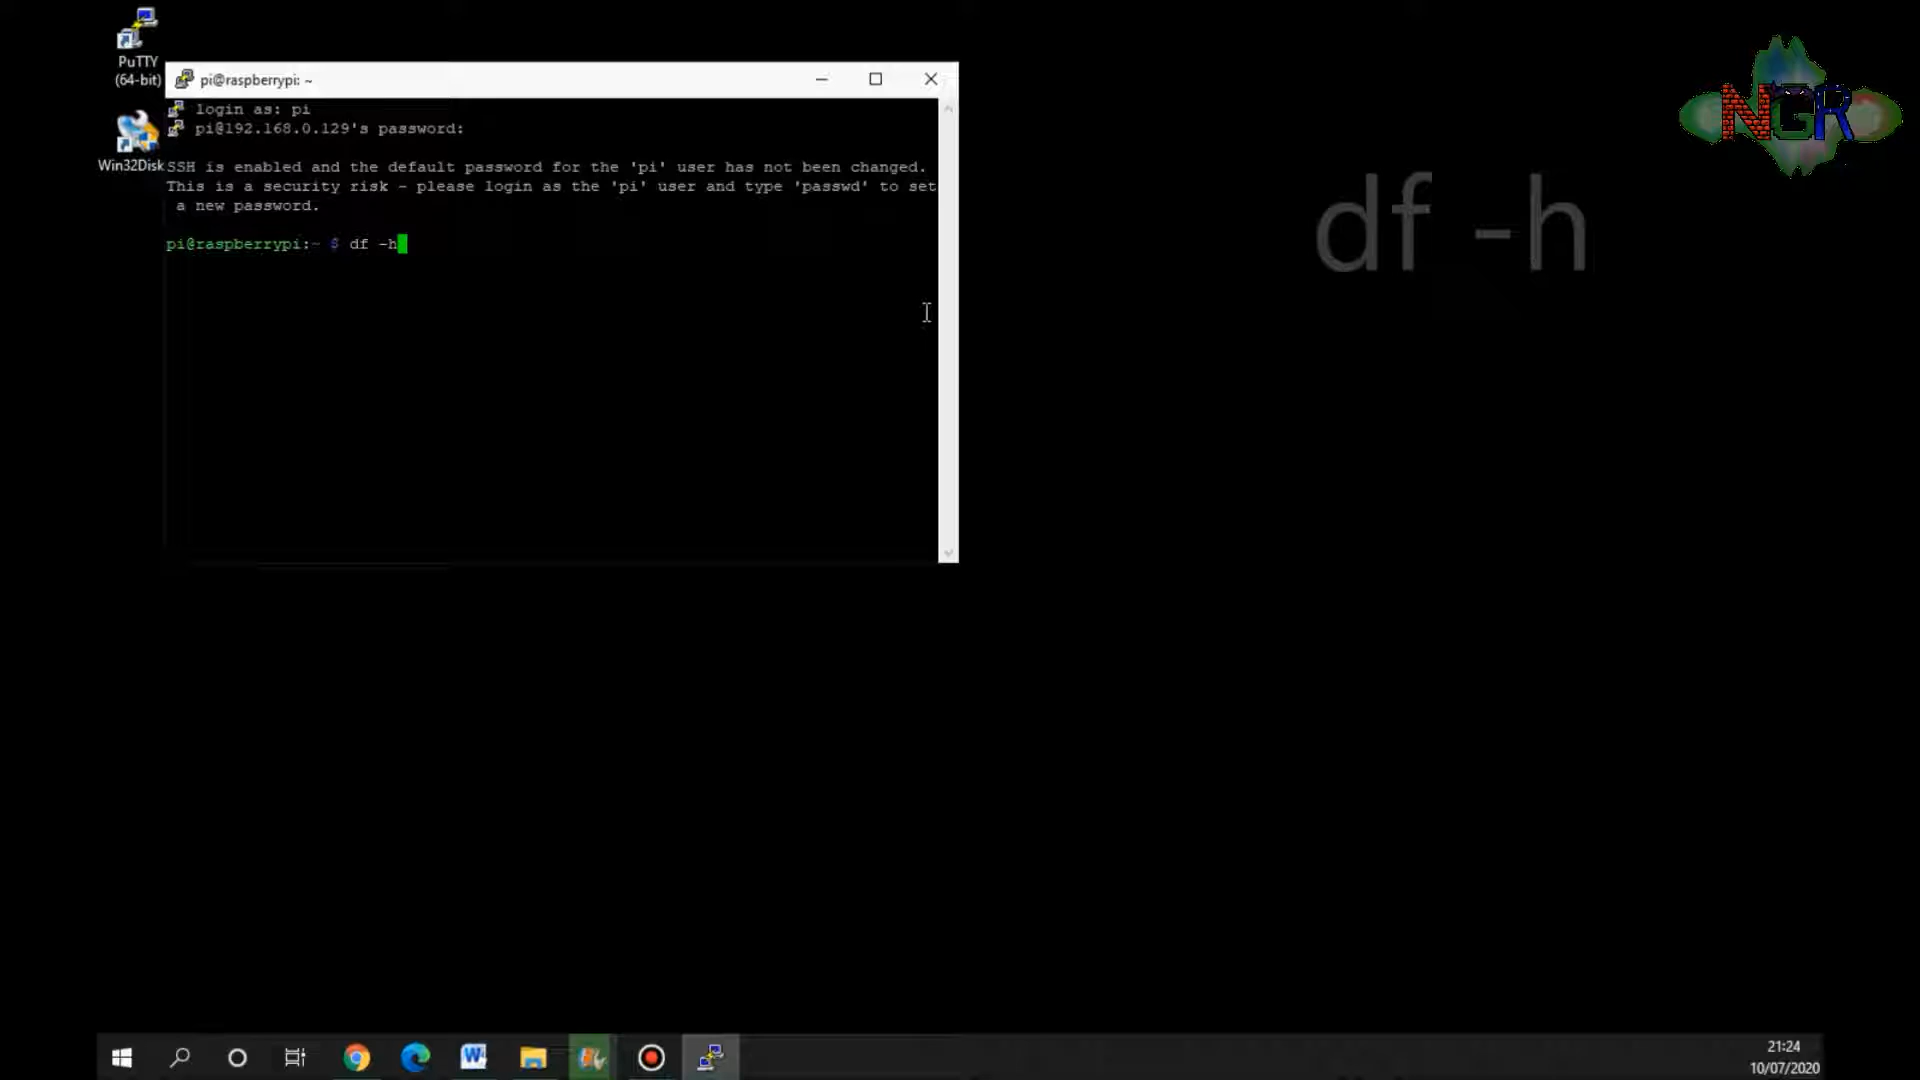 PuTTY
(64-bit)
Win32Disk
pi@raspberrypi: ~
login as: pi
pi@192.168.0.129's password:
SSH is enabled and the default password for the 'pi' user has not been changed.
This is a security risk - please login as the 'pi' user and type 'passwd' to set
a new password.
pi@raspberrypi:~ $ df -h
df -h
NGR
21:24
10/07/2020